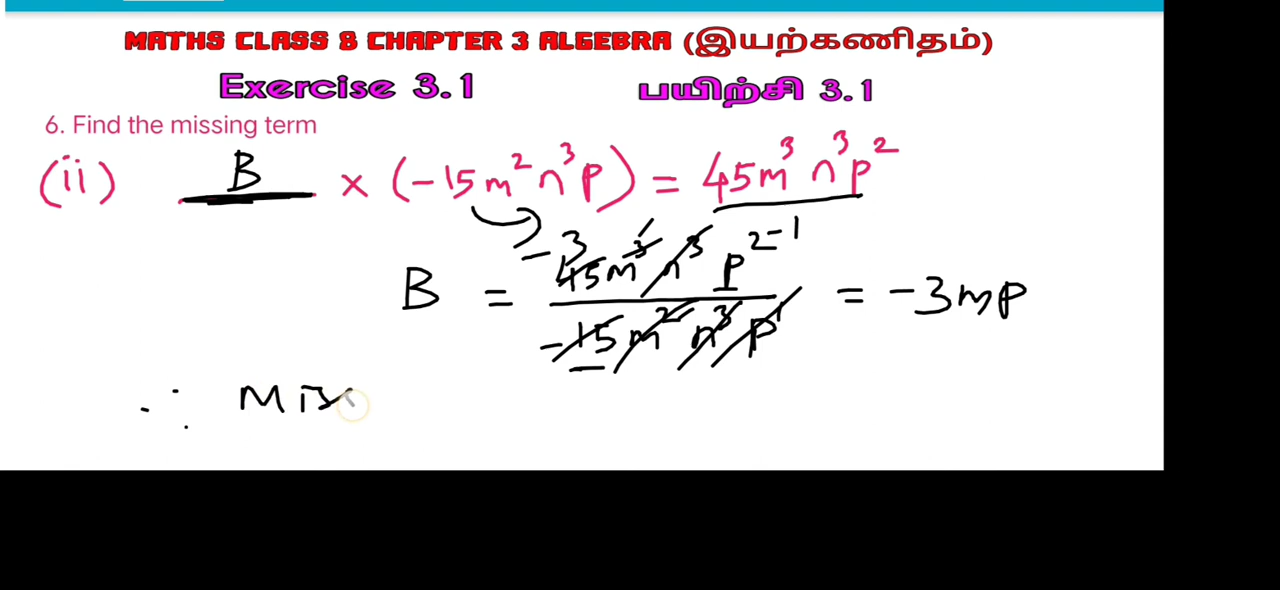 MATHS CLASS 8 CHAPTER 3 ALGEBRA (இயற்கணிதம்)
Exercise 3.1 பயிற்சி 3.1
6. Find the missing term
(ii) B × (-15m²n³p) = 45m³n³p²
B = -3 45m³n³p²⁻¹ / -15m²n³p¹ = -3mp
∴ Mis